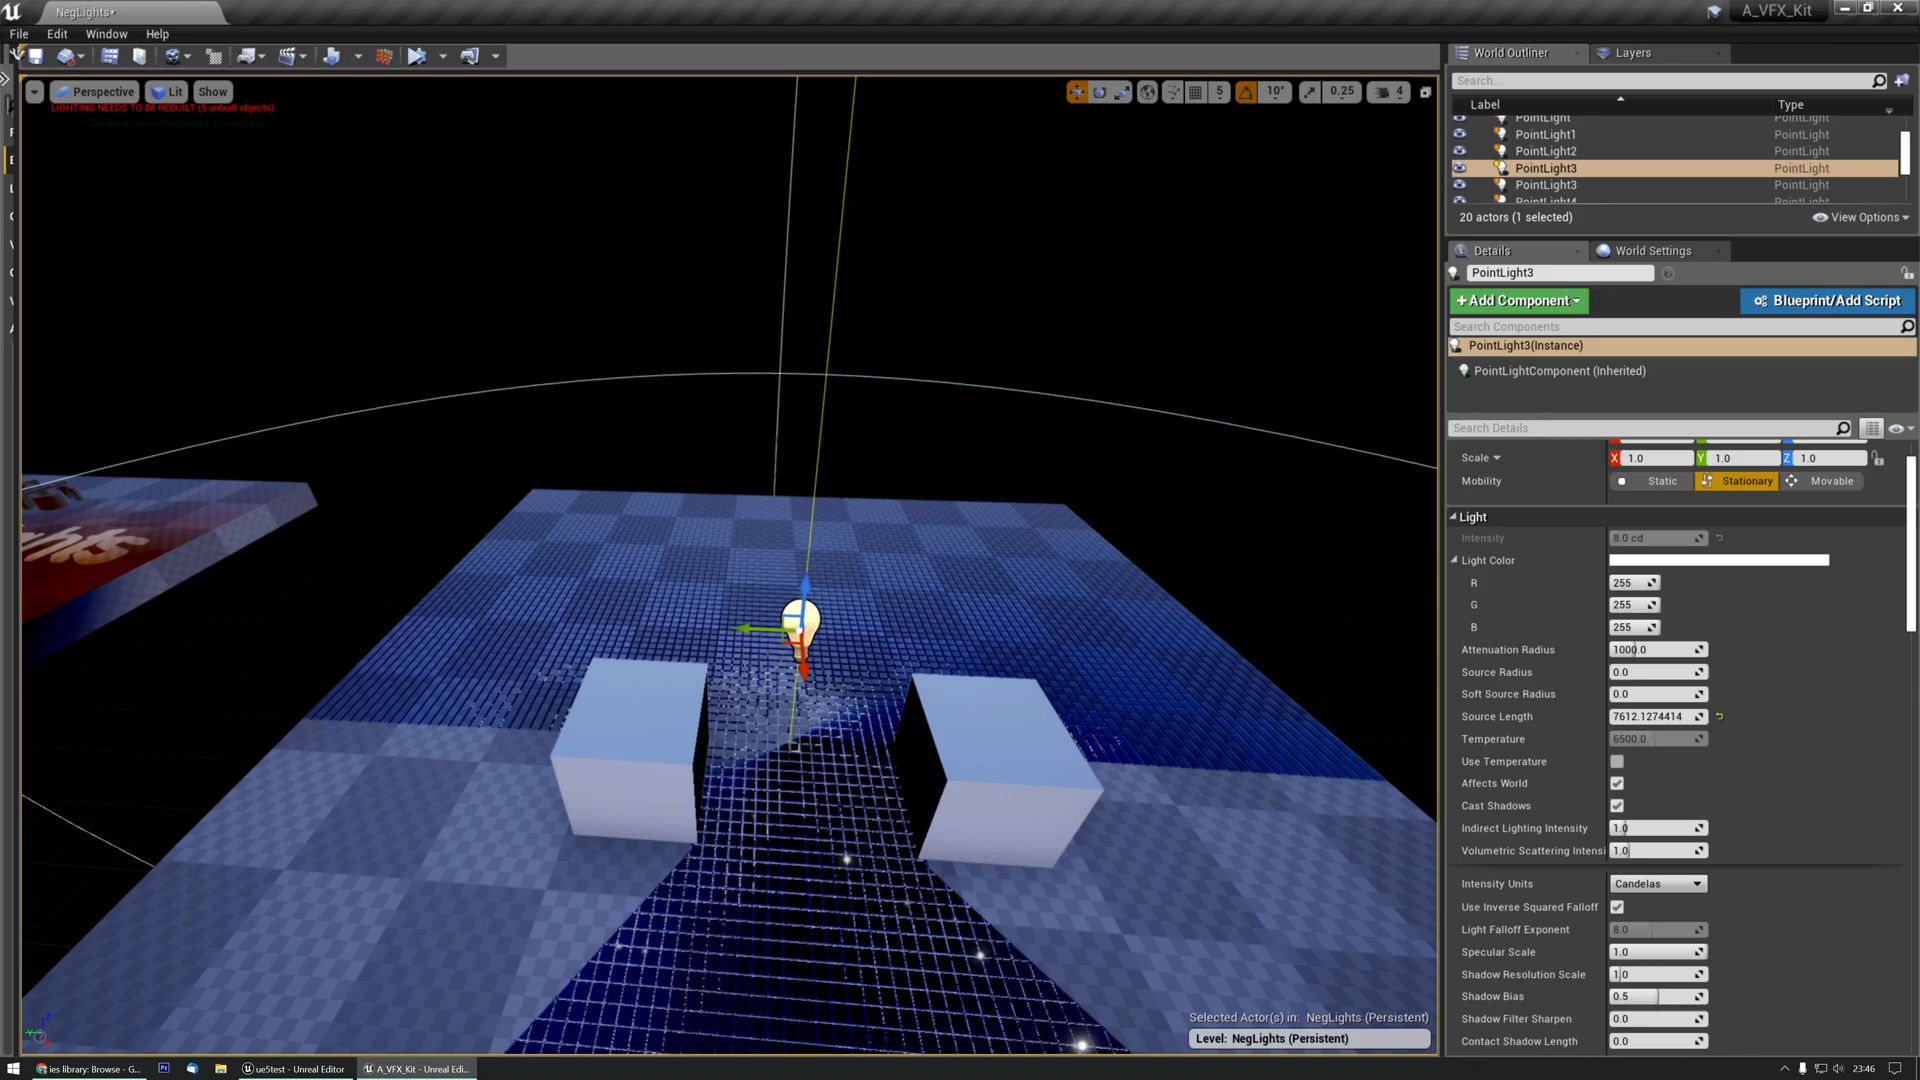 NegLights*
A_VFX_Kit
File Edit Window Help
Perspective Lit Show
5 10° 0.25 4
LIGHTING NEEDS TO BE REBUILT (5 unbuilt objects)
World Outliner Layers
Search...
Label Type
PointLight PointLight
PointLight1 PointLight
PointLight2 PointLight
PointLight3 PointLight
PointLight3 PointLight
PointLight4
20 actors (1 selected) View Options
Details World Settings
PointLight3
+Add Component Blueprint/Add Script
Search Components
PointLight3(Instance)
PointLightComponent (Inherited)
Search Details
Scale X 1.0 Y 1.0 Z 1.0
Mobility Static Stationary Movable
Light
Intensity 8.0 cd
Light Color
R 255
G 255
B 255
Attenuation Radius 1000.0
Source Radius 0.0
Soft Source Radius 0.0
Source Length 7612.1274414
Temperature 6500.0
Use Temperature
Affects World
Cast Shadows
Indirect Lighting Intensity 1.0
Volumetric Scattering Intensi 1.0
Intensity Units Candelas
Use Inverse Squared Falloff
Light Falloff Exponent 8.0
Specular Scale 1.0
Shadow Resolution Scale 1.0
Shadow Bias 0.5
Shadow Filter Sharpen 0.0
Contact Shadow Length 0.0
ghts
Selected Actor(s) in: NegLights (Persistent)
Level: NegLights (Persistent)
Z
Y
ies library: Browse - G... ue5test - Unreal Editor A_VFX_Kit - Unreal Edi... 23:46